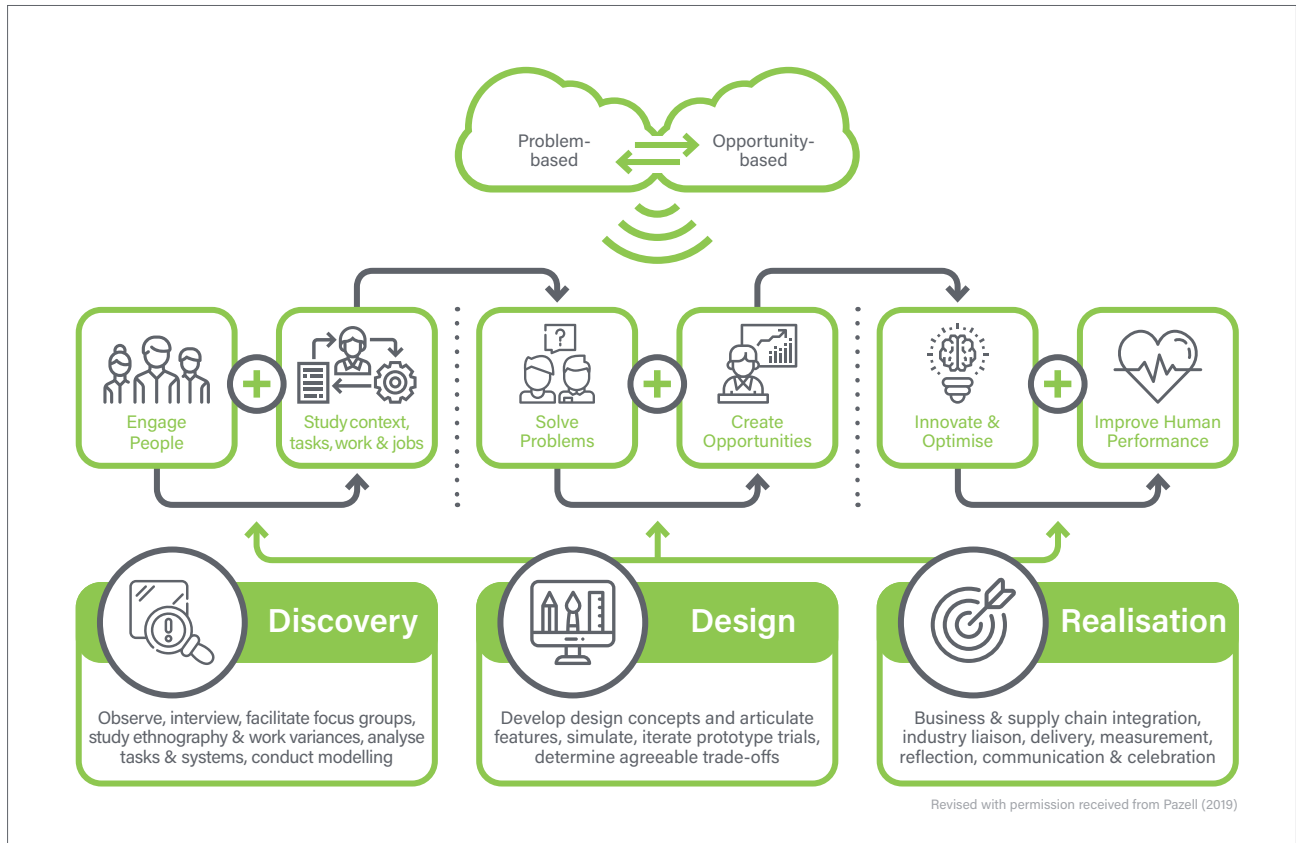 Problem-
based
Opportunity-
based
?
Engage
People
Study context,
tasks, work & jobs
Solve
Problems
Create
Opportunities
Innovate &
Optimise
Improve Human
Performance
Discovery
Observe, interview, facilitate focus groups,
study ethnography & work variances, analyse
tasks & systems, conduct modelling
Design
Develop design concepts and articulate
features, simulate, iterate prototype trials,
determine agreeable trade-offs
Realisation
Business & supply chain integration,
industry liaison, delivery, measurement,
reflection, communication & celebration
Revised with permission received from Pazell (2019)